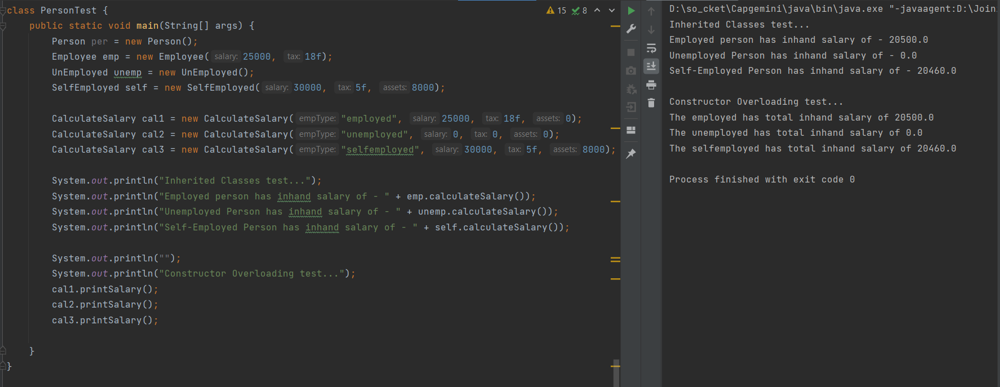 class PersonTest {
15 8
public static void main(String[] args) {
Person per = new Person();
Employee emp = new Employee( salary: 25000, tax: 18f);
UnEmployed unemp = new UnEmployed();
SelfEmployed self = new SelfEmployed( salary: 30000, tax: 5f, assets: 8000);
CalculateSalary cal1 = new CalculateSalary( empType: "employed", salary: 25000, tax: 18f, assets: 0);
CalculateSalary cal2 = new CalculateSalary( empType: "unemployed", salary: 0, tax: 0, assets: 0);
CalculateSalary cal3 = new CalculateSalary( empType: "selfemployed", salary: 30000, tax: 5f, assets: 8000);
System.out.println("Inherited Classes test...");
System.out.println("Employed person has inhand salary of - " + emp.calculateSalary());
System.out.println("Unemployed Person has inhand salary of - " + unemp.calculateSalary());
System.out.println("Self-Employed Person has inhand salary of - " + self.calculateSalary());
System.out.println("");
System.out.println("Constructor Overloading test...");
cal1.printSalary();
cal2.printSalary();
cal3.printSalary();
}
}
D:\so_cket\Capgemini\java\bin\java.exe "-javaagent:D:\Join
Inherited Classes test...
Employed person has inhand salary of - 20500.0
Unemployed Person has inhand salary of - 0.0
Self-Employed Person has inhand salary of - 20460.0
Constructor Overloading test...
The employed has total inhand salary of 20500.0
The unemployed has total inhand salary of 0.0
The selfemployed has total inhand salary of 20460.0
Process finished with exit code 0